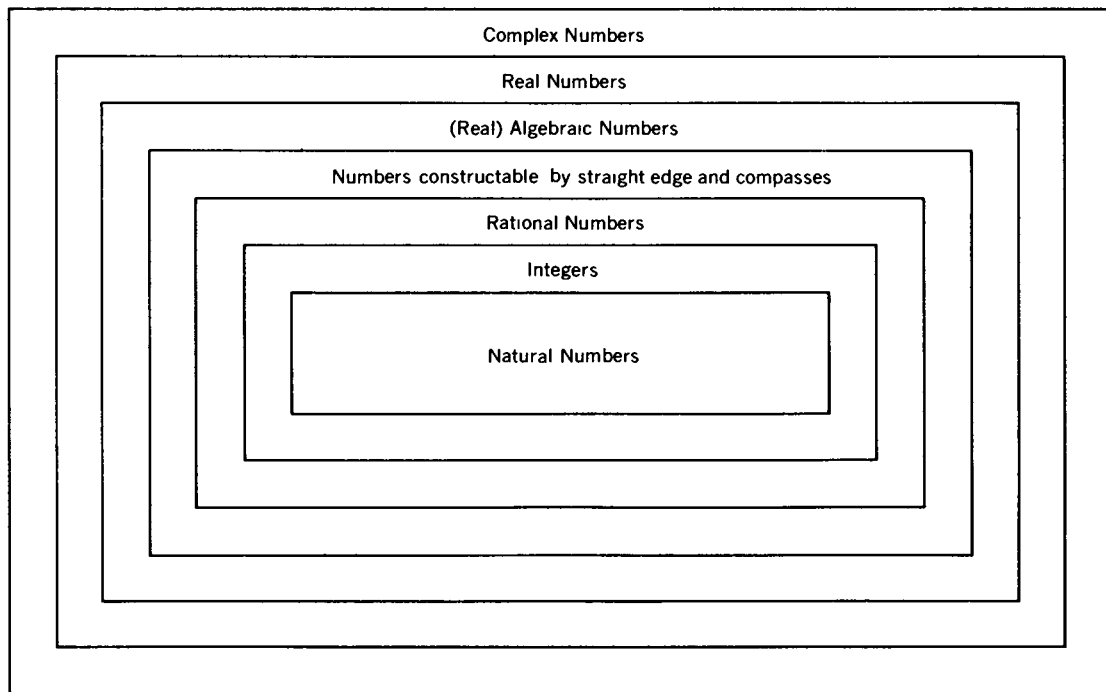 Complex Numbers
Real Numbers
(Real) Algebraic Numbers
Numbers constructable by straight edge and compasses
Rational Numbers
Integers
Natural Numbers